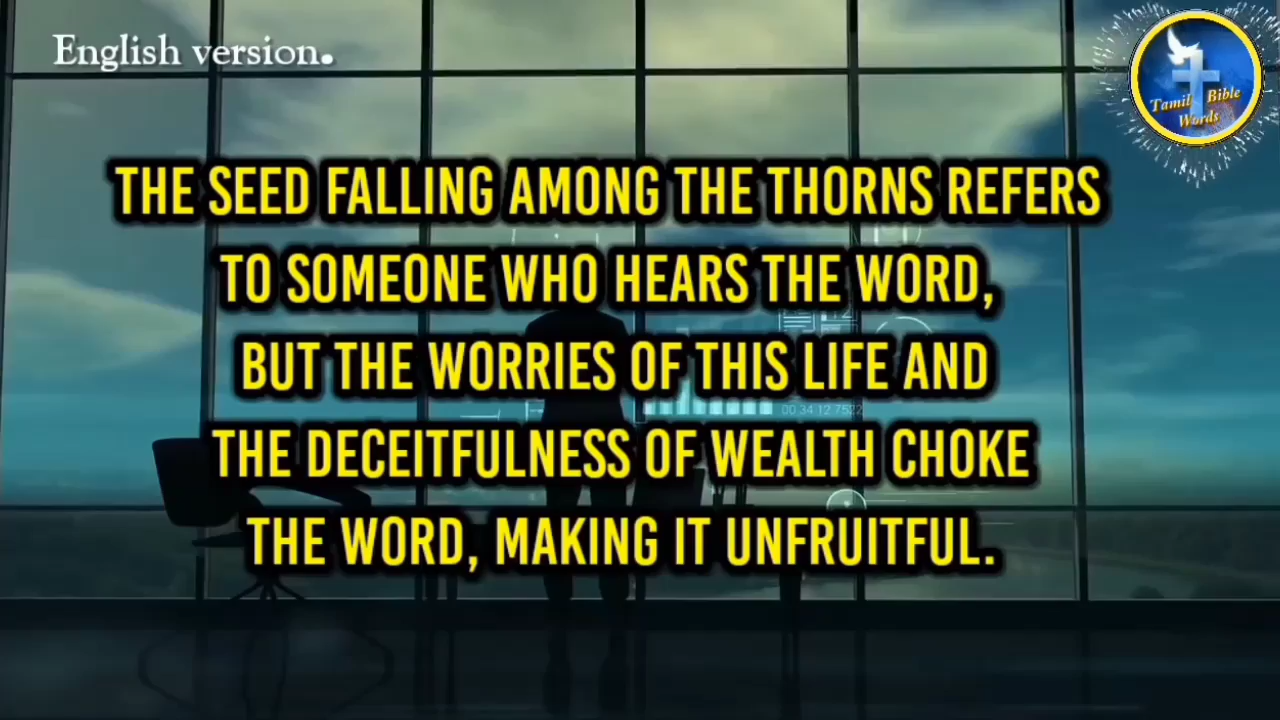 English version.
Tamil Bible
Words
THE SEED FALLING AMONG THE THORNS REFERS
TO SOMEONE WHO HEARS THE WORD,
BUT THE WORRIES OF THIS LIFE AND
THE DECEITFULNESS OF WEALTH CHOKE
THE WORD, MAKING IT UNFRUITFUL.